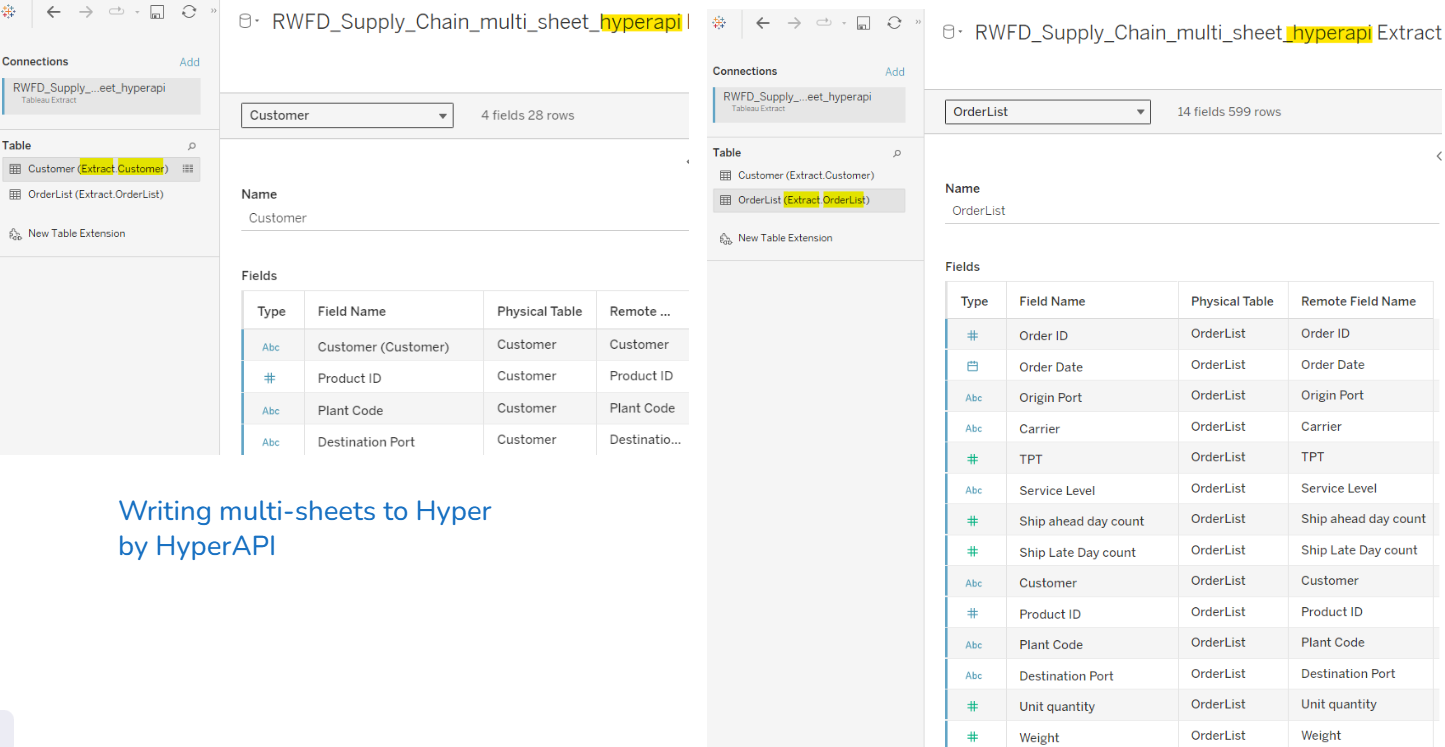 RWFD_Supply_Chain_multi_sheet_hyperapi
Connections
Add
RWFD_Supply_...eet_hyperapi
Tableau Extract
Customer
4 fields 28 rows
Table
Customer (Extract.Customer)
OrderList (Extract.OrderList)
New Table Extension
Name
Customer
Fields
Type Field Name Physical Table Remote ...
Abc Customer (Customer) Customer Customer
# Product ID Customer Product ID
Abc Plant Code Customer Plant Code
Abc Destination Port Customer Destinatio...
Writing multi-sheets to Hyper
by HyperAPI
RWFD_Supply_Chain_multi_sheet_hyperapi Extract
Connections
Add
RWFD_Supply_...eet_hyperapi
Tableau Extract
OrderList
14 fields 599 rows
Table
Customer (Extract.Customer)
OrderList (Extract.OrderList)
New Table Extension
Name
OrderList
Fields
Type Field Name Physical Table Remote Field Name
# Order ID OrderList Order ID
Order Date OrderList Order Date
Abc Origin Port OrderList Origin Port
Abc Carrier OrderList Carrier
# TPT OrderList TPT
Abc Service Level OrderList Service Level
# Ship ahead day count OrderList Ship ahead day count
# Ship Late Day count OrderList Ship Late Day count
Abc Customer OrderList Customer
# Product ID OrderList Product ID
Abc Plant Code OrderList Plant Code
Abc Destination Port OrderList Destination Port
# Unit quantity OrderList Unit quantity
# Weight OrderList Weight